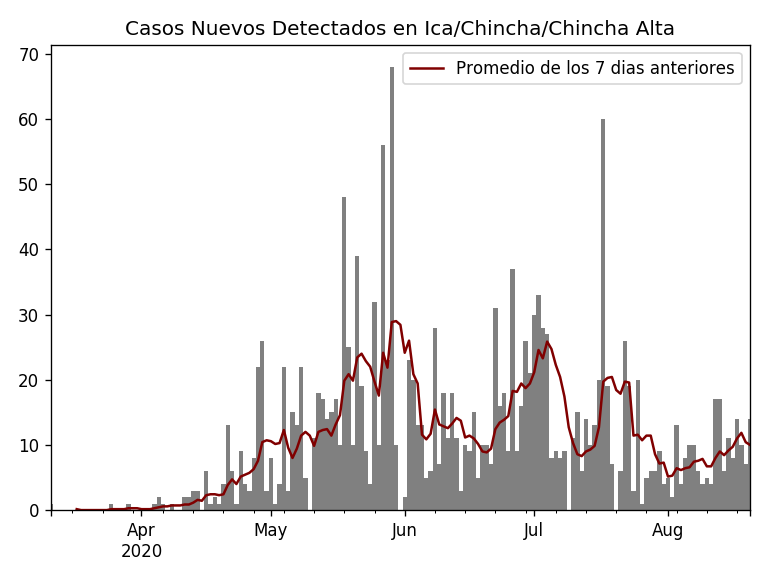 Casos Nuevos Detectados en Ica/Chincha/Chincha Alta
Promedio de los 7 dias anteriores
70
60
50
40
30
20
10
0
Apr
2020
May
Jun
Jul
Aug